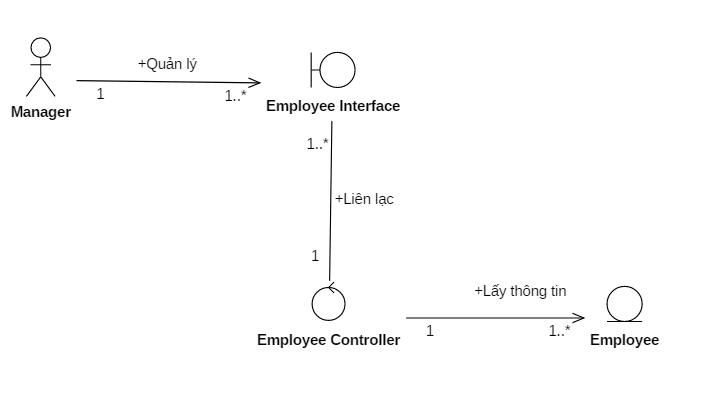 +Quản lý
1
1..*
Manager
Employee Interface
1..*
+Liên lạc
1
+Lấy thông tin
1
1..*
Employee Controller
Employee